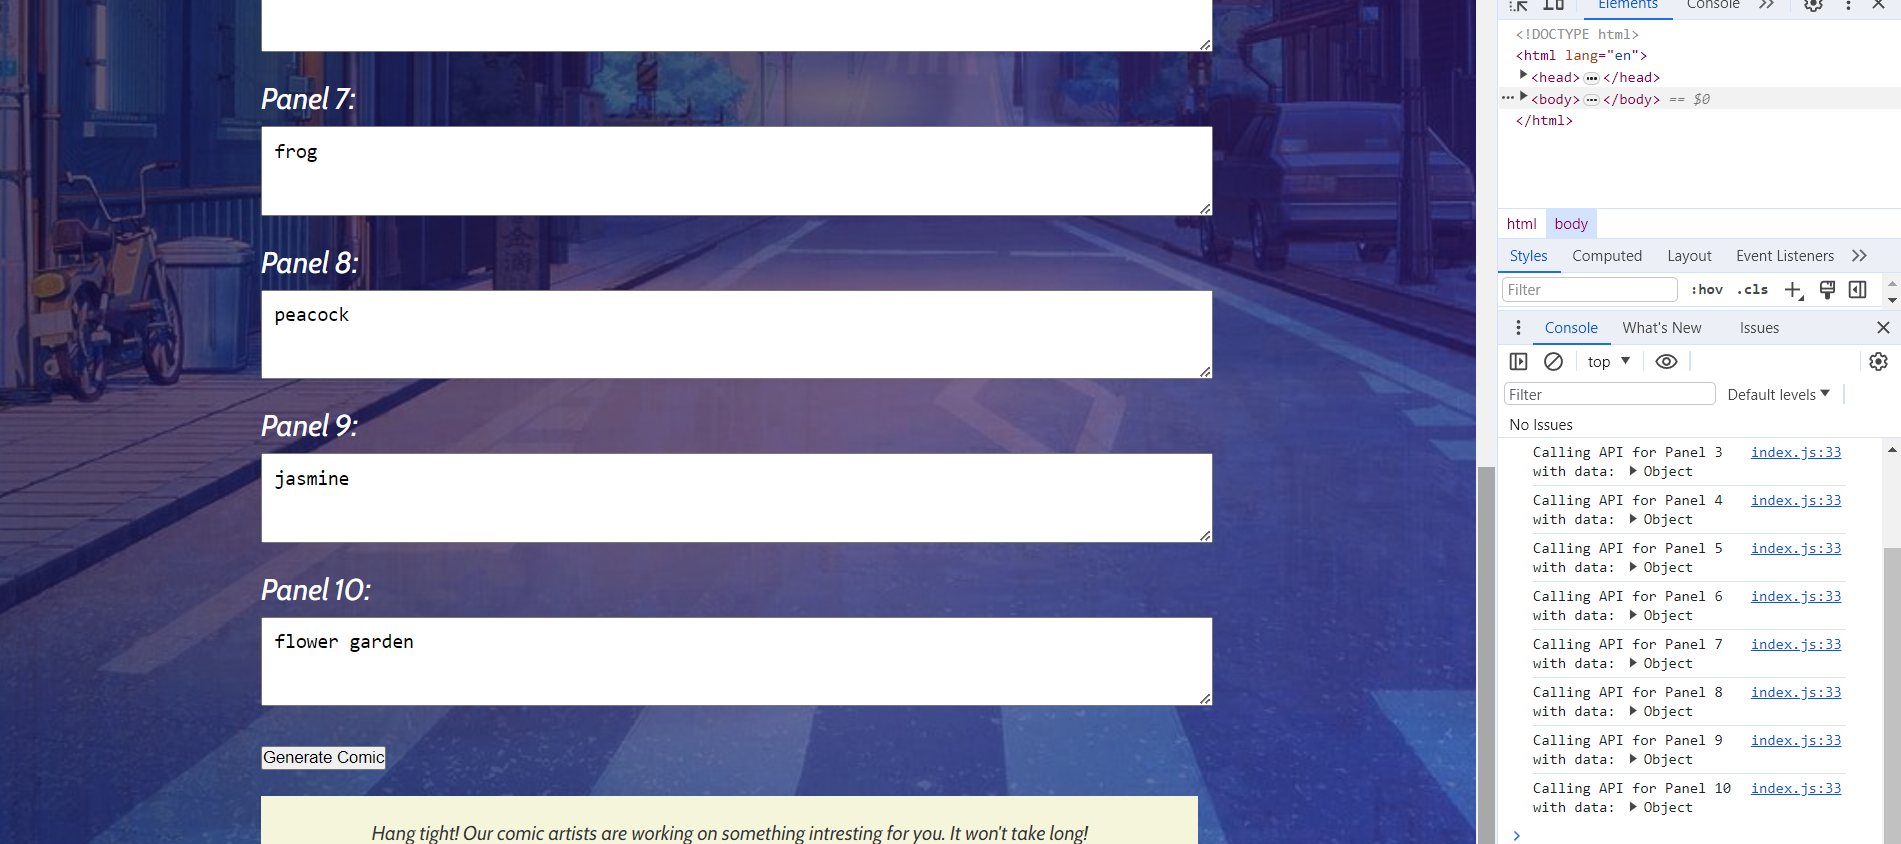 Elements
Console
<!DOCTYPE html>
<html lang="en">
<head> ... </head>
<body> ... </body> == $0
</html>
html
body
Styles
Computed
Layout
Event Listeners
Filter
:hov
.cls
Console
What's New
Issues
top
Filter
Default levels
No Issues
Calling API for Panel 3 index.js:33
with data: Object
Calling API for Panel 4 index.js:33
with data: Object
Calling API for Panel 5 index.js:33
with data: Object
Calling API for Panel 6 index.js:33
with data: Object
Calling API for Panel 7 index.js:33
with data: Object
Calling API for Panel 8 index.js:33
with data: Object
Calling API for Panel 9 index.js:33
with data: Object
Calling API for Panel 10 index.js:33
with data: Object
Panel 7:
frog
Panel 8:
peacock
Panel 9:
jasmine
Panel 10:
flower garden
Generate Comic
Hang tight! Our comic artists are working on something intresting for you. It won't take long!